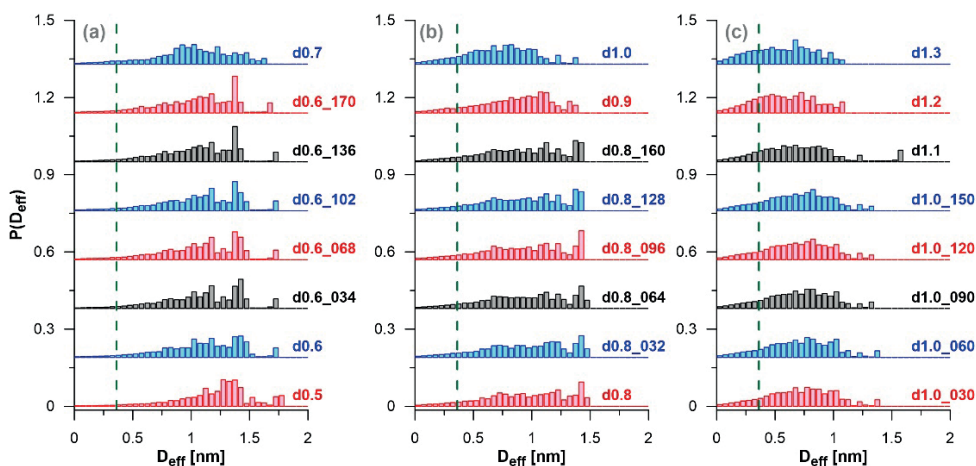 1.5
(a)
d0.7
1.2
d0.6_170
d0.6_136
0.9
d0.6_102
P(Deff)
0.6
d0.6_068
d0.6_034
0.3
d0.6
0
d0.5
0 0.5 1 1.5 2
Deff [nm]
1.5
(b)
d1.0
1.2
d0.9
d0.8_160
0.9
d0.8_128
0.6
d0.8_096
d0.8_064
0.3
d0.8_032
0
d0.8
0 0.5 1 1.5 2
Deff [nm]
1.5
(c)
d1.3
1.2
d1.2
d1.1
0.9
d1.0_150
0.6
d1.0_120
d1.0_090
0.3
d1.0_060
0
d1.0_030
0 0.5 1 1.5 2
Deff [nm]